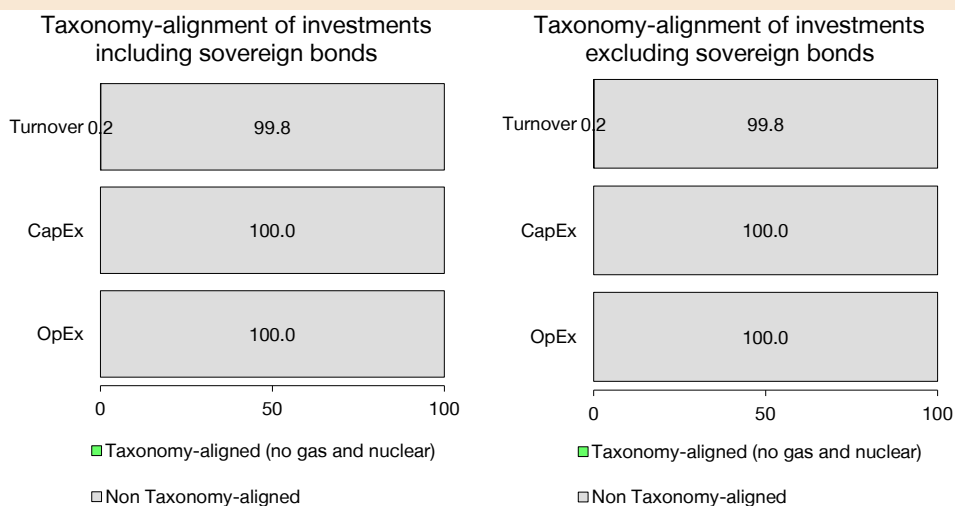 Taxonomy-alignment of investments
including sovereign bonds
Turnover 0.2 99.8
CapEx 100.0
OpEx 100.0
0 50 100
Taxonomy-aligned (no gas and nuclear)
Non Taxonomy-aligned
Taxonomy-alignment of investments
excluding sovereign bonds
Turnover 0.2 99.8
CapEx 100.0
OpEx 100.0
0 50 100
Taxonomy-aligned (no gas and nuclear)
Non Taxonomy-aligned